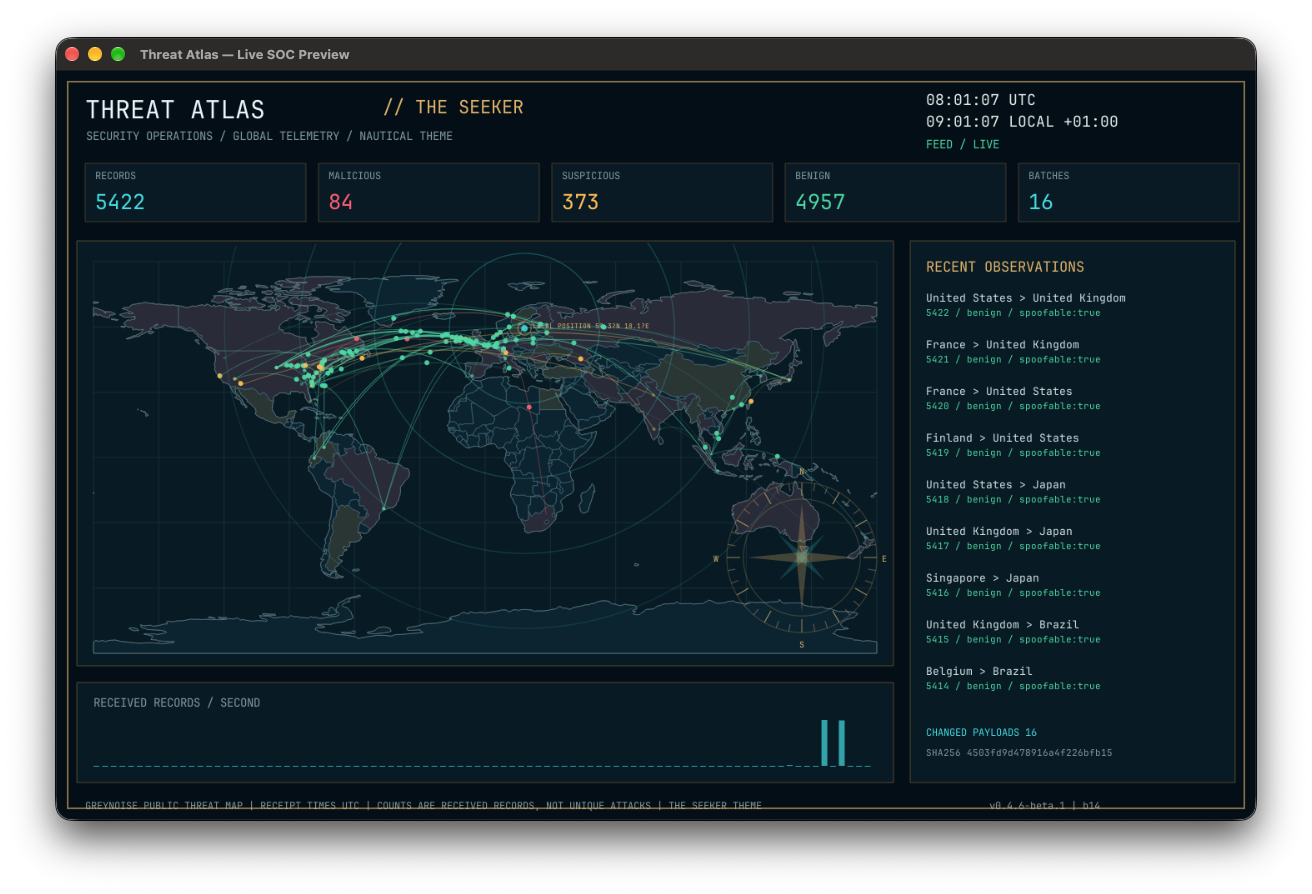 Threat Atlas — Live SOC Preview
THREAT ATLAS
// THE SEEKER
SECURITY OPERATIONS / GLOBAL TELEMETRY / NAUTICAL THEME
08:01:07 UTC
09:01:07 LOCAL +01:00
FEED / LIVE
RECORDS
5422
MALICIOUS
84
SUSPICIOUS
373
BENIGN
4957
BATCHES
16
POSITION
N
W
E
S
RECENT OBSERVATIONS
United States > United Kingdom
5422 / benign / spoofable:true
France > United Kingdom
5421 / benign / spoofable:true
France > United States
5420 / benign / spoofable:true
Finland > United States
5419 / benign / spoofable:true
United States > Japan
5418 / benign / spoofable:true
United Kingdom > Japan
5417 / benign / spoofable:true
Singapore > Japan
5416 / benign / spoofable:true
United Kingdom > Brazil
5415 / benign / spoofable:true
Belgium > Brazil
5414 / benign / spoofable:true
CHANGED PAYLOADS 16
SHA256 4503fd9d478916a4f226bfb15
RECEIVED RECORDS / SECOND
GREYNOISE PUBLIC THREAT MAP | RECEIPT TIMES UTC | COUNTS ARE RECEIVED RECORDS, NOT UNIQUE ATTACKS | THE SEEKER THEME
v0.4.6-beta.1 | b14